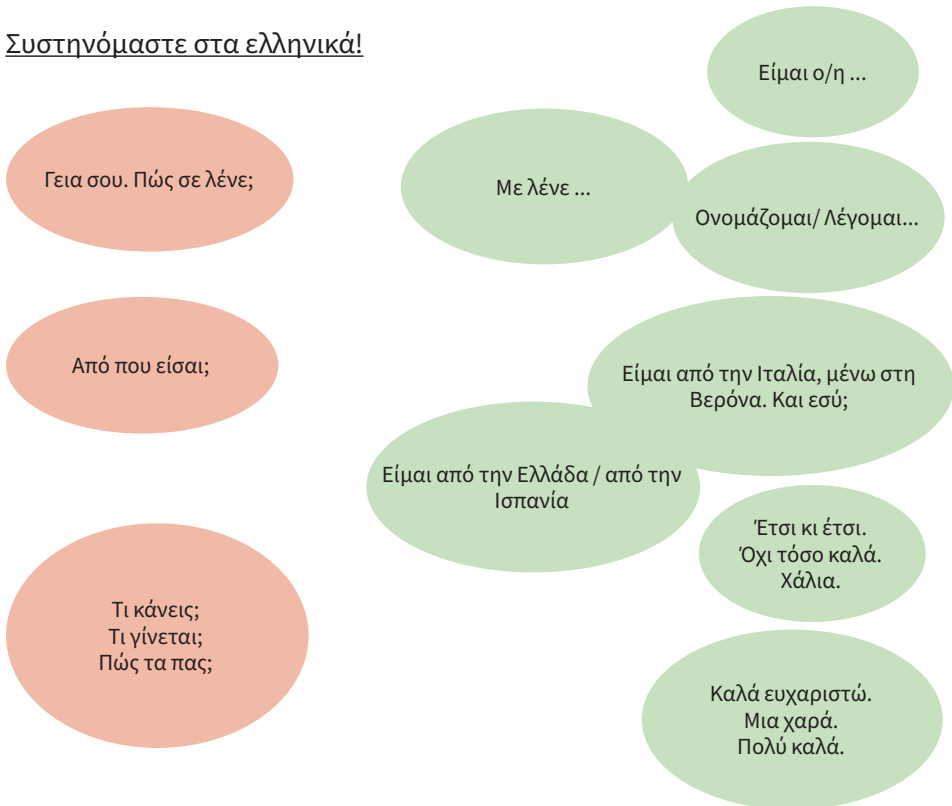 Συστηνόμαστε στα ελληνικά!
Γεια σου. Πώς σε λένε;
Είμαι ο/η ...
Με λένε ...
Ονομάζομαι/ Λέγομαι...
Από που είσαι;
Είμαι από την Ιταλία, μένω στη
Βερόνα. Και εσύ;
Είμαι από την Ελλάδα / από την
Ισπανία
Τι κάνεις;
Τι γίνεται;
Πώς τα πας;
Έτσι κι έτσι.
Όχι τόσο καλά.
Χάλια.
Καλά ευχαριστώ.
Μια χαρά.
Πολύ καλά.